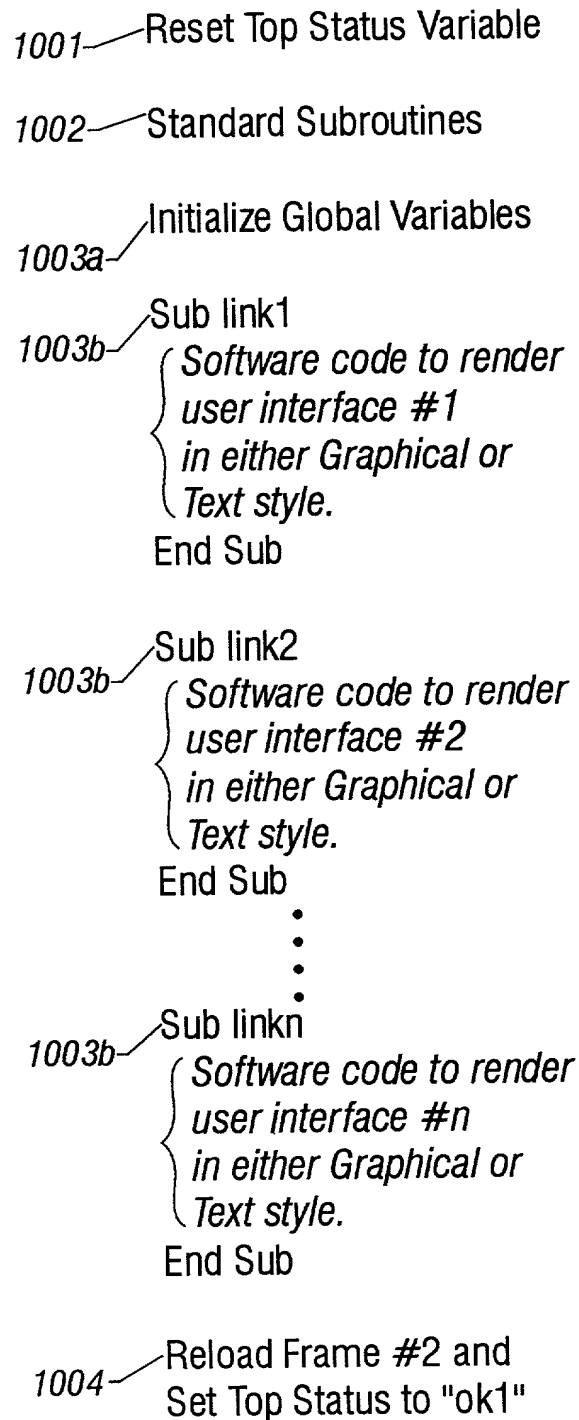 1001 Reset Top Status Variable
1002 Standard Subroutines
Initialize Global Variables
1003a
Sub link1
1003b
Software code to render
user interface #1
in either Graphical or
Text style.
End Sub
Sub link2
1003b
Software code to render
user interface #2
in either Graphical or
Text style.
End Sub
Sub linkn
1003b
Software code to render
user interface #n
in either Graphical or
Text style.
End Sub
Reload Frame #2 and
1004
Set Top Status to "ok1"